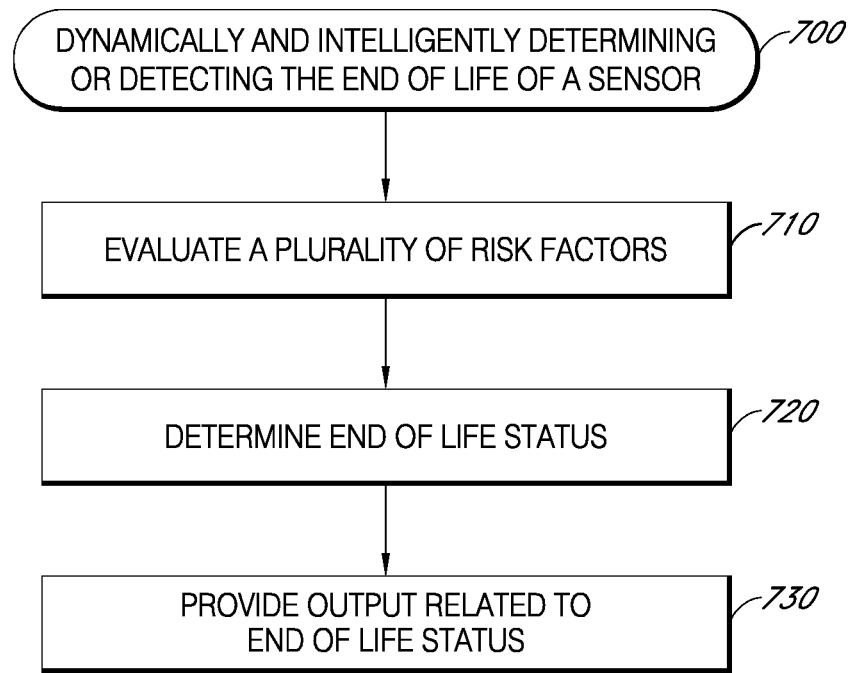 DYNAMICALLY AND INTELLIGENTLY DETERMINING
OR DETECTING THE END OF LIFE OF A SENSOR
700
EVALUATE A PLURALITY OF RISK FACTORS
710
DETERMINE END OF LIFE STATUS
720
PROVIDE OUTPUT RELATED TO
END OF LIFE STATUS
730